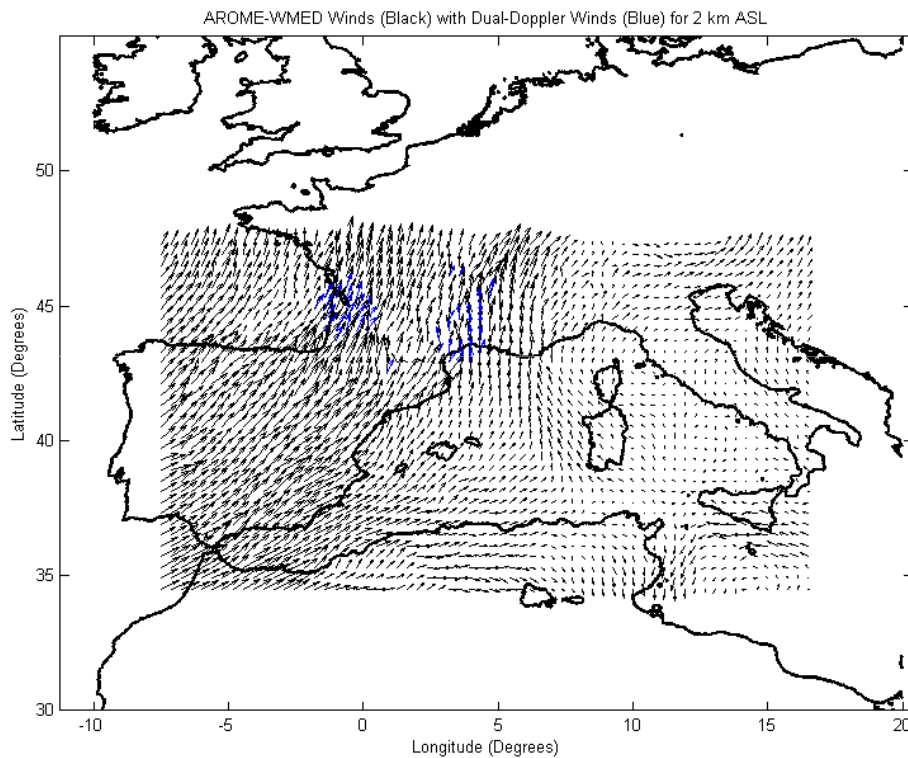 AROME-WMED Winds (Black) with Dual-Doppler Winds (Blue) for 2 km ASL
Latitude (Degrees)
50
45
40
35
30
-10 -5 0 5 10 15 20
Longitude (Degrees)